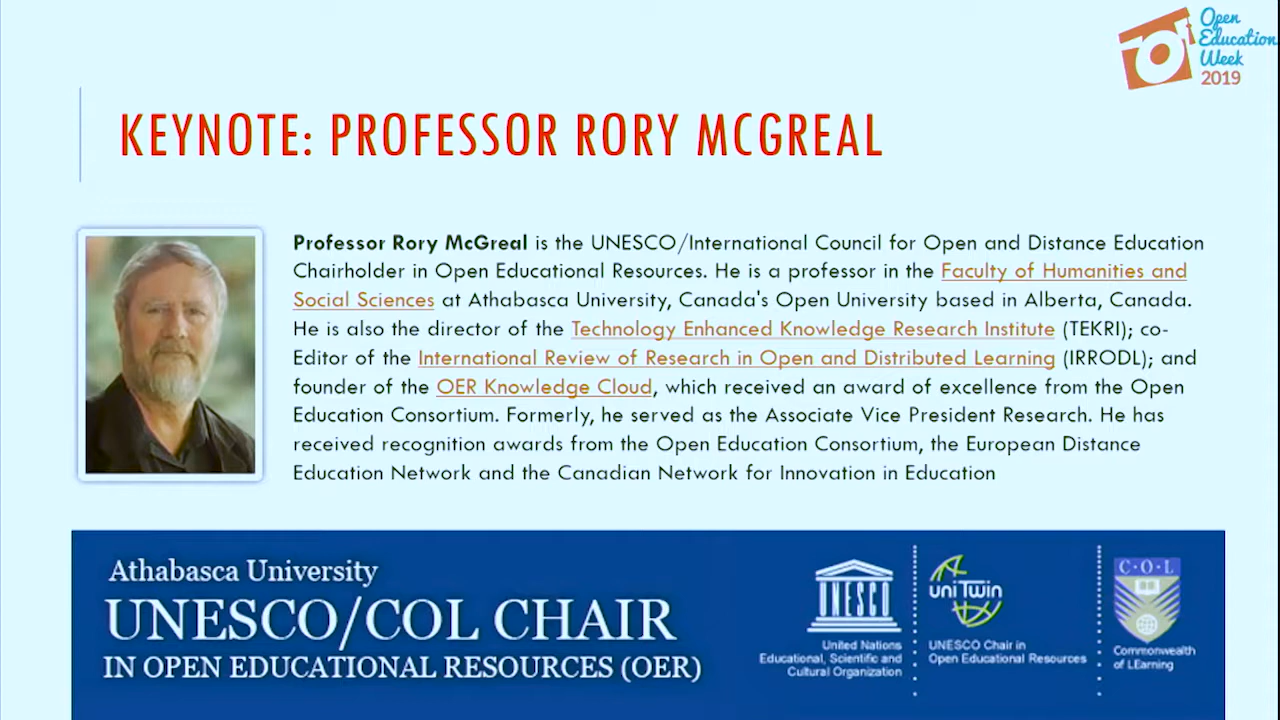 Open
Education
Week
2019
KEYNOTE: PROFESSOR RORY MCGREAL
Professor Rory McGreal is the UNESCO/International Council for Open and Distance Education
Chairholder in Open Educational Resources. He is a professor in the Faculty of Humanities and
Social Sciences at Athabasca University, Canada's Open University based in Alberta, Canada.
He is also the director of the Technology Enhanced Knowledge Research Institute (TEKRI); co-
Editor of the International Review of Research in Open and Distributed Learning (IRRODL); and
founder of the OER Knowledge Cloud, which received an award of excellence from the Open
Education Consortium. Formerly, he served as the Associate Vice President Research. He has
received recognition awards from the Open Education Consortium, the European Distance
Education Network and the Canadian Network for Innovation in Education
Athabasca University
UNESCO/COL CHAIR
IN OPEN EDUCATIONAL RESOURCES (OER)
UNESCO
United Nations
Educational, Scientific and
Cultural Organization
uniTwin
UNESCO Chair in
Open Educational Resources
C·O·L
Commonwealth
of LEarning